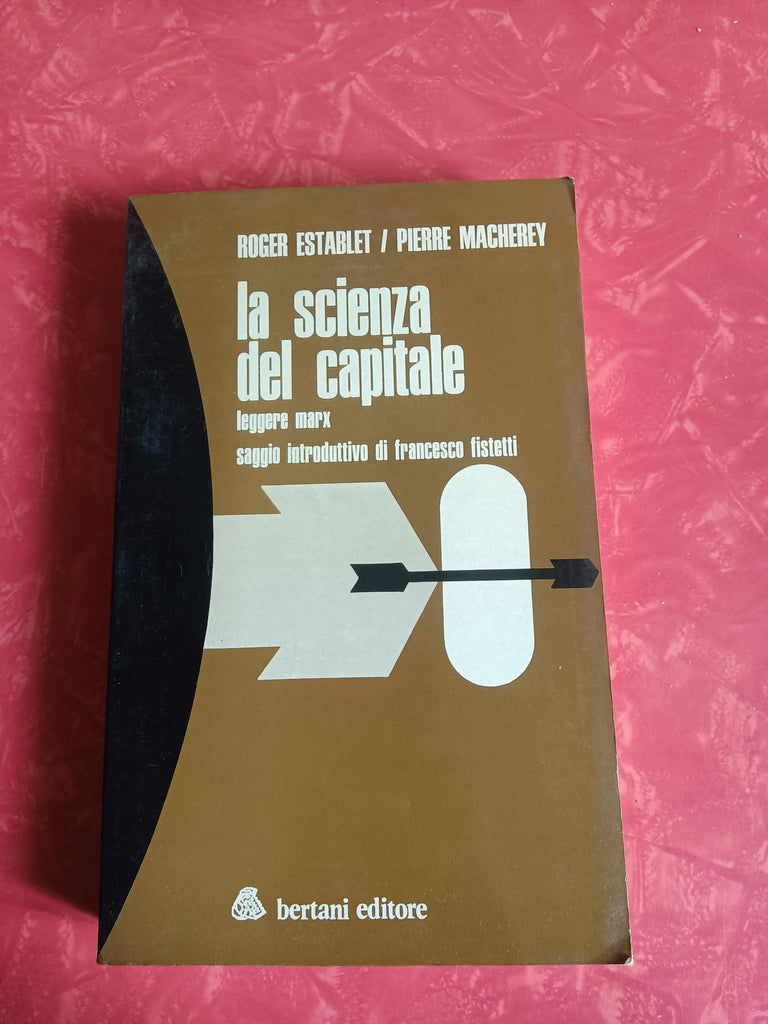 ROGER ESTABLET / PIERRE MACHEREY
la scienza
del capitale
leggere marx
saggio introduttivo di francesco fistetti
bertani editore